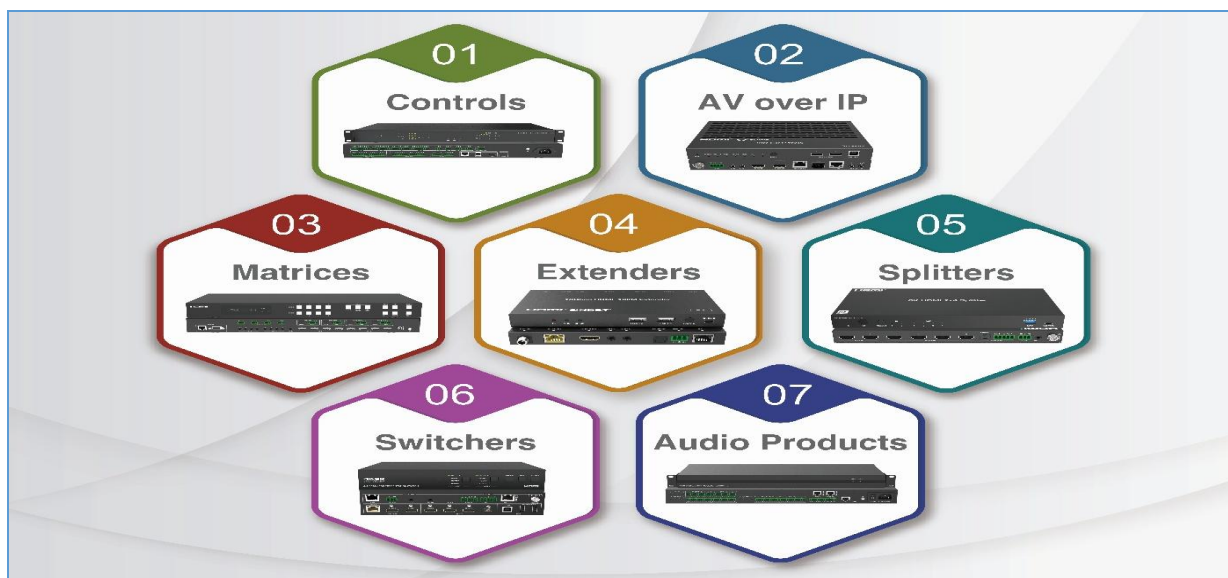 01
Controls
02
AV over IP
03
Matrices
04
Extenders
05
Splitters
06
Switchers
07
Audio Products